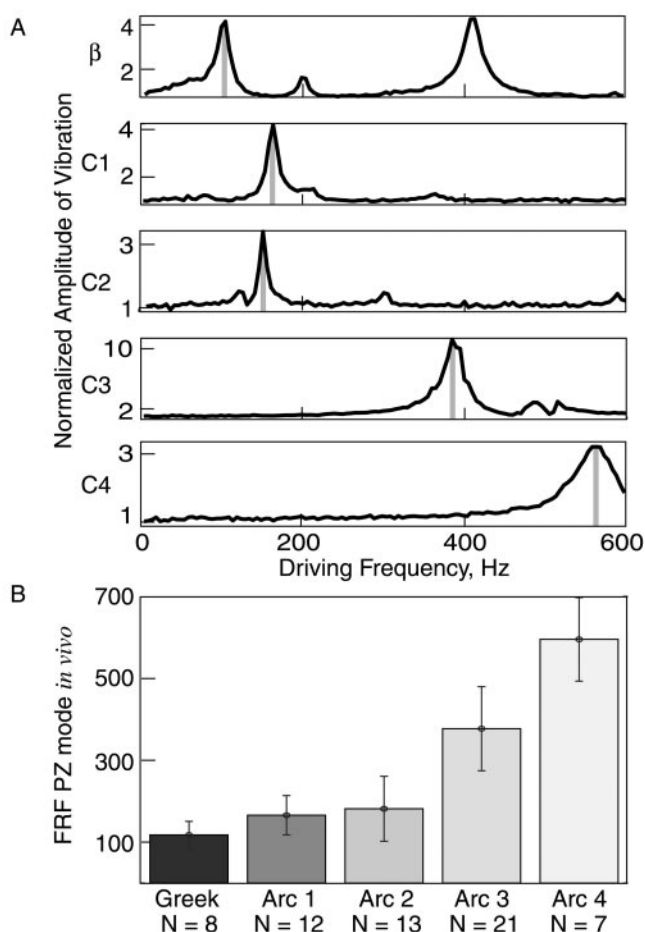 A
Normalized Amplitude of Vibration
β
4
2
C1
4
2
C2
3
1
C3
10
2
C4
3
1
0 200 400 600
Driving Frequency, Hz
B
FRF PZ mode in vivo
700
500
300
100
Greek Arc 1 Arc 2 Arc 3 Arc 4
N = 8 N = 12 N = 13 N = 21 N = 7